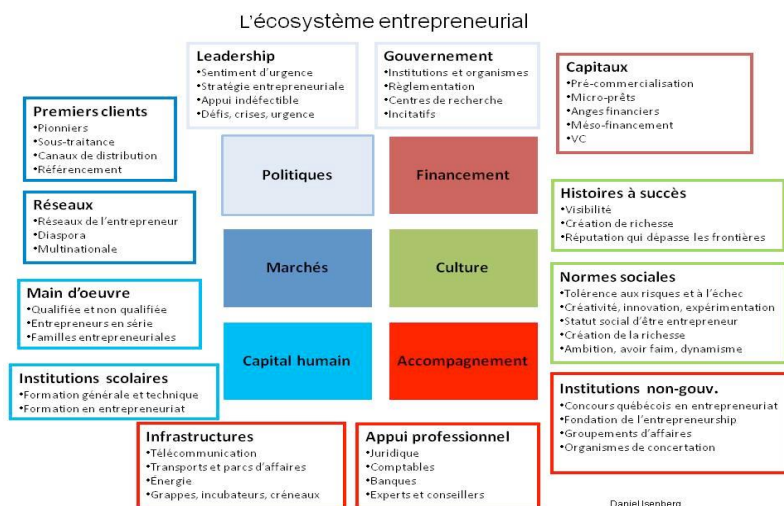 L'écosystème entrepreneurial
Leadership
•Sentiment d'urgence
•Stratégie entrepreneuriale
•Appui indéfectible
•Défis, crises, urgence
Gouvernement
•Institutions et organismes
•Règlementation
•Centres de recherche
•Incitatifs
Capitaux
•Pré-commercialisation
•Micro-prêts
•Anges financiers
•Méso-financement
•VC
Premiers clients
•Pionniers
•Sous-traitance
•Canaux de distribution
•Référencement
Politiques
Financement
Réseaux
•Réseaux de l'entrepreneur
•Diaspora
•Multinationale
Histoires à succès
•Visibilité
•Création de richesse
•Réputation qui dépasse les frontières
Marchés
Culture
Main d'oeuvre
•Qualifiée et non qualifiée
•Entrepreneurs en série
•Familles entrepreneuriales
Normes sociales
•Tolérence aux risques et à l'échec
•Créativité, innovation, expérimentation
•Statut social d'être entrepreneur
•Création de la richesse
•Ambition, avoir faim, dynamisme
Capital humain
Accompagnement
Institutions scolaires
•Formation générale et technique
•Formation en entrepreneuriat
Institutions non-gouv.
•Concours québécois en entrepreneuriat
•Fondation de l'entrepreneurship
•Groupements d'affaires
•Organismes de concertation
Infrastructures
•Télécommunication
•Transports et parcs d'affaires
•Énergie
•Grappes, incubateurs, créneaux
Appui professionnel
•Juridique
•Comptables
•Banques
•Experts et conseillers
Daniel Isenberg